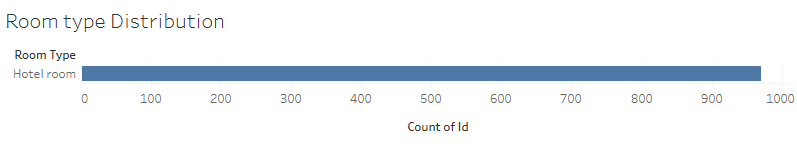 Room type Distribution
Room Type
Hotel room
0 100 200 300 400 500 600 700 800 900 1000
Count of Id